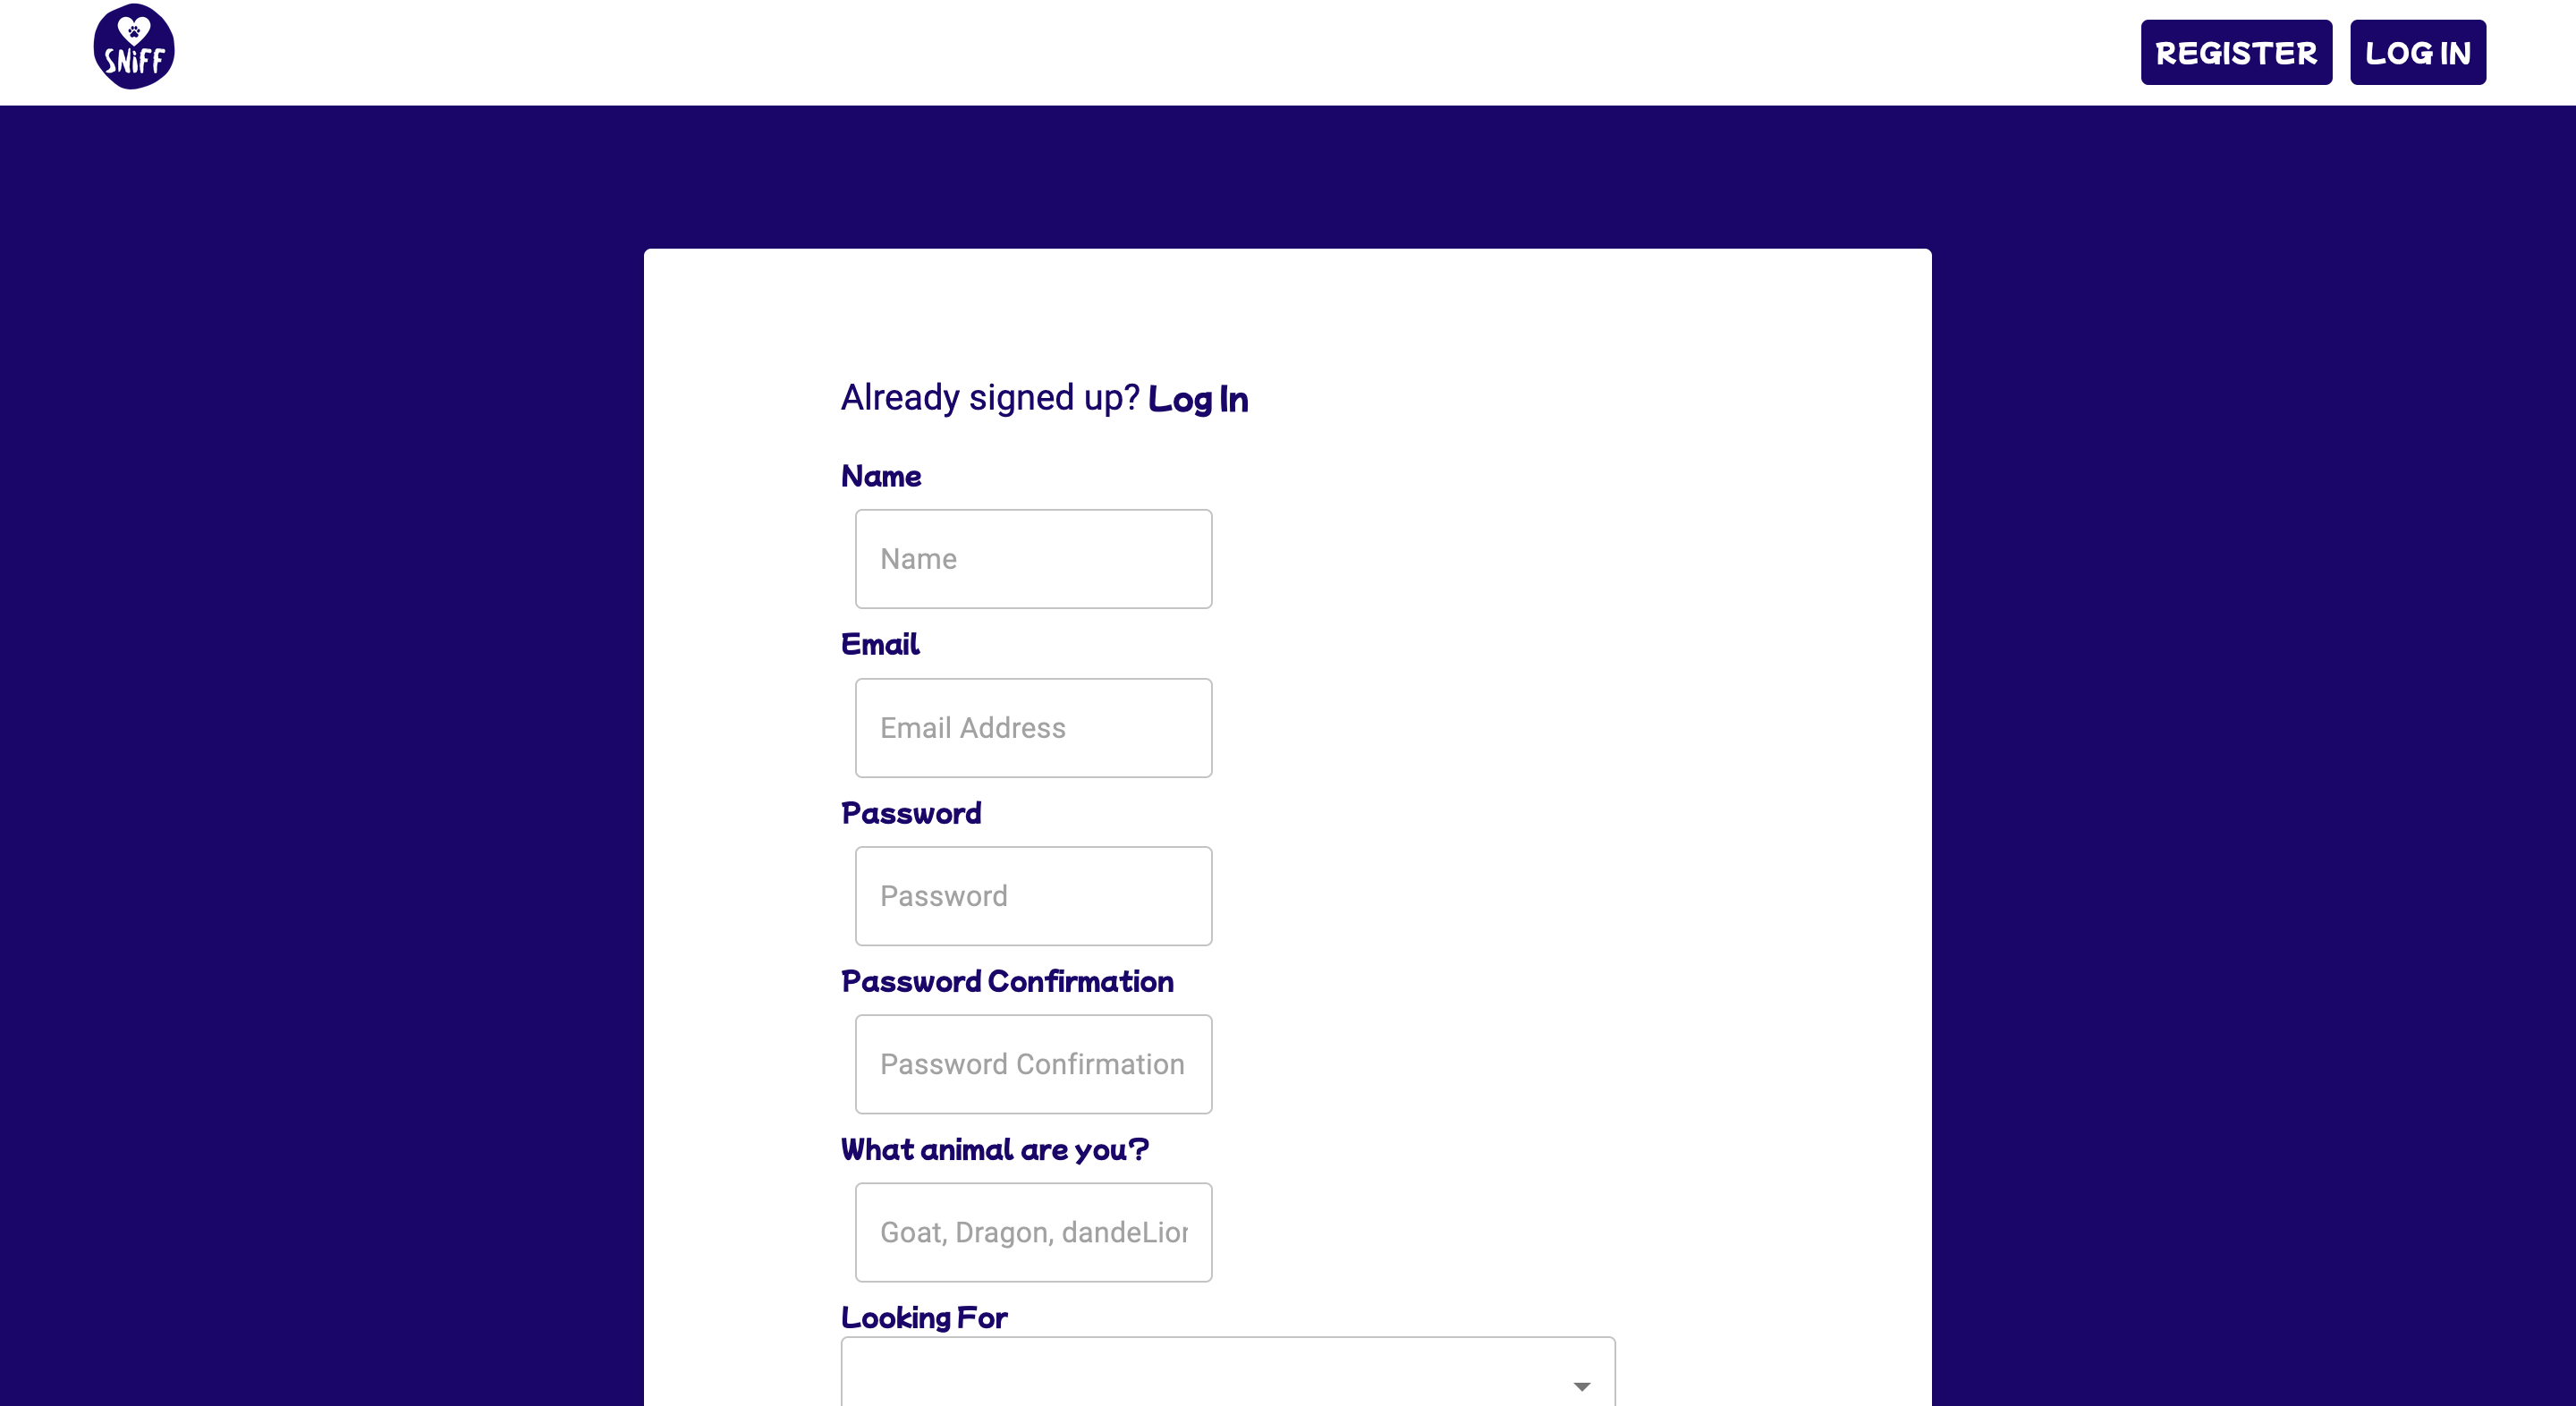 SNiFF
REGISTER
LOG IN
Already signed up? Log In
Name
Name
Email
Email Address
Password
Password
Password Confirmation
Password Confirmation
What animal are you?
Goat, Dragon, dandeLion
Looking For